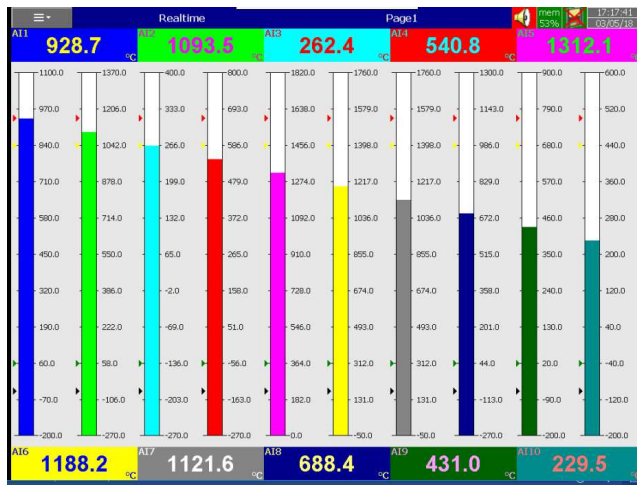 Realtime Page1 mem 53% 17:17:41 03/05/18
AI1 928.7 °C AI2 1093.5 °C AI3 262.4 °C AI4 540.8 °C AI5 1312.1 °C
1100.0 1370.0 400.0 800.0 1820.0 1760.0 1760.0 1300.0 900.0 600.0
970.0 1206.0 333.0 693.0 1638.0 1579.0 1579.0 1143.0 790.0 520.0
840.0 1042.0 266.0 586.0 1456.0 1398.0 1398.0 986.0 680.0 440.0
710.0 878.0 199.0 479.0 1274.0 1217.0 1217.0 829.0 570.0 360.0
580.0 714.0 132.0 372.0 1092.0 1036.0 1036.0 672.0 460.0 280.0
450.0 550.0 65.0 265.0 910.0 855.0 855.0 515.0 350.0 200.0
320.0 386.0 -2.0 158.0 728.0 674.0 674.0 358.0 240.0 120.0
190.0 222.0 -69.0 51.0 546.0 493.0 493.0 201.0 130.0 40.0
60.0 58.0 -136.0 -56.0 364.0 312.0 312.0 44.0 20.0 -40.0
-70.0 -106.0 -203.0 -163.0 182.0 131.0 131.0 -113.0 -90.0 -120.0
-200.0 -270.0 -270.0 -270.0 0.0 -50.0 -50.0 -270.0 -200.0 -200.0
AI6 1188.2 °C AI7 1121.6 °C AI8 688.4 °C AI9 431.0 °C AI10 229.5 °C